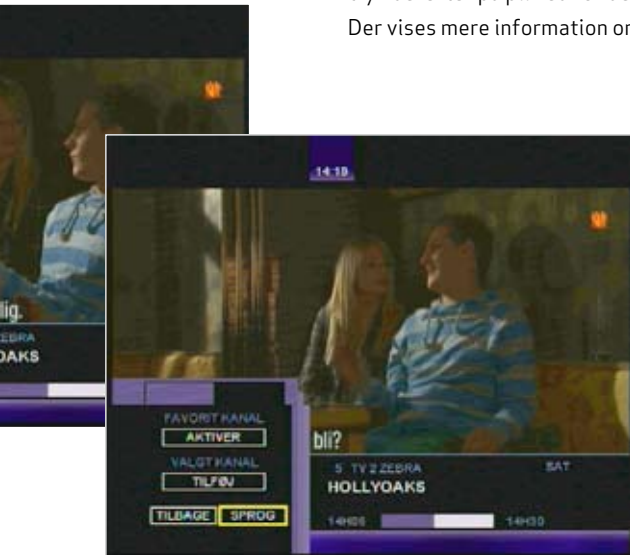 Der vises mere information or
14:18
lig.
ZEBRA
OAKS
FAVORIT KANAL
AKTIVER
bli?
VALGT KANAL
5 TV 2 ZEBRA SAT
TILFØJ
HOLLYOAKS
TILBAGE SPROG
14H05 14H30